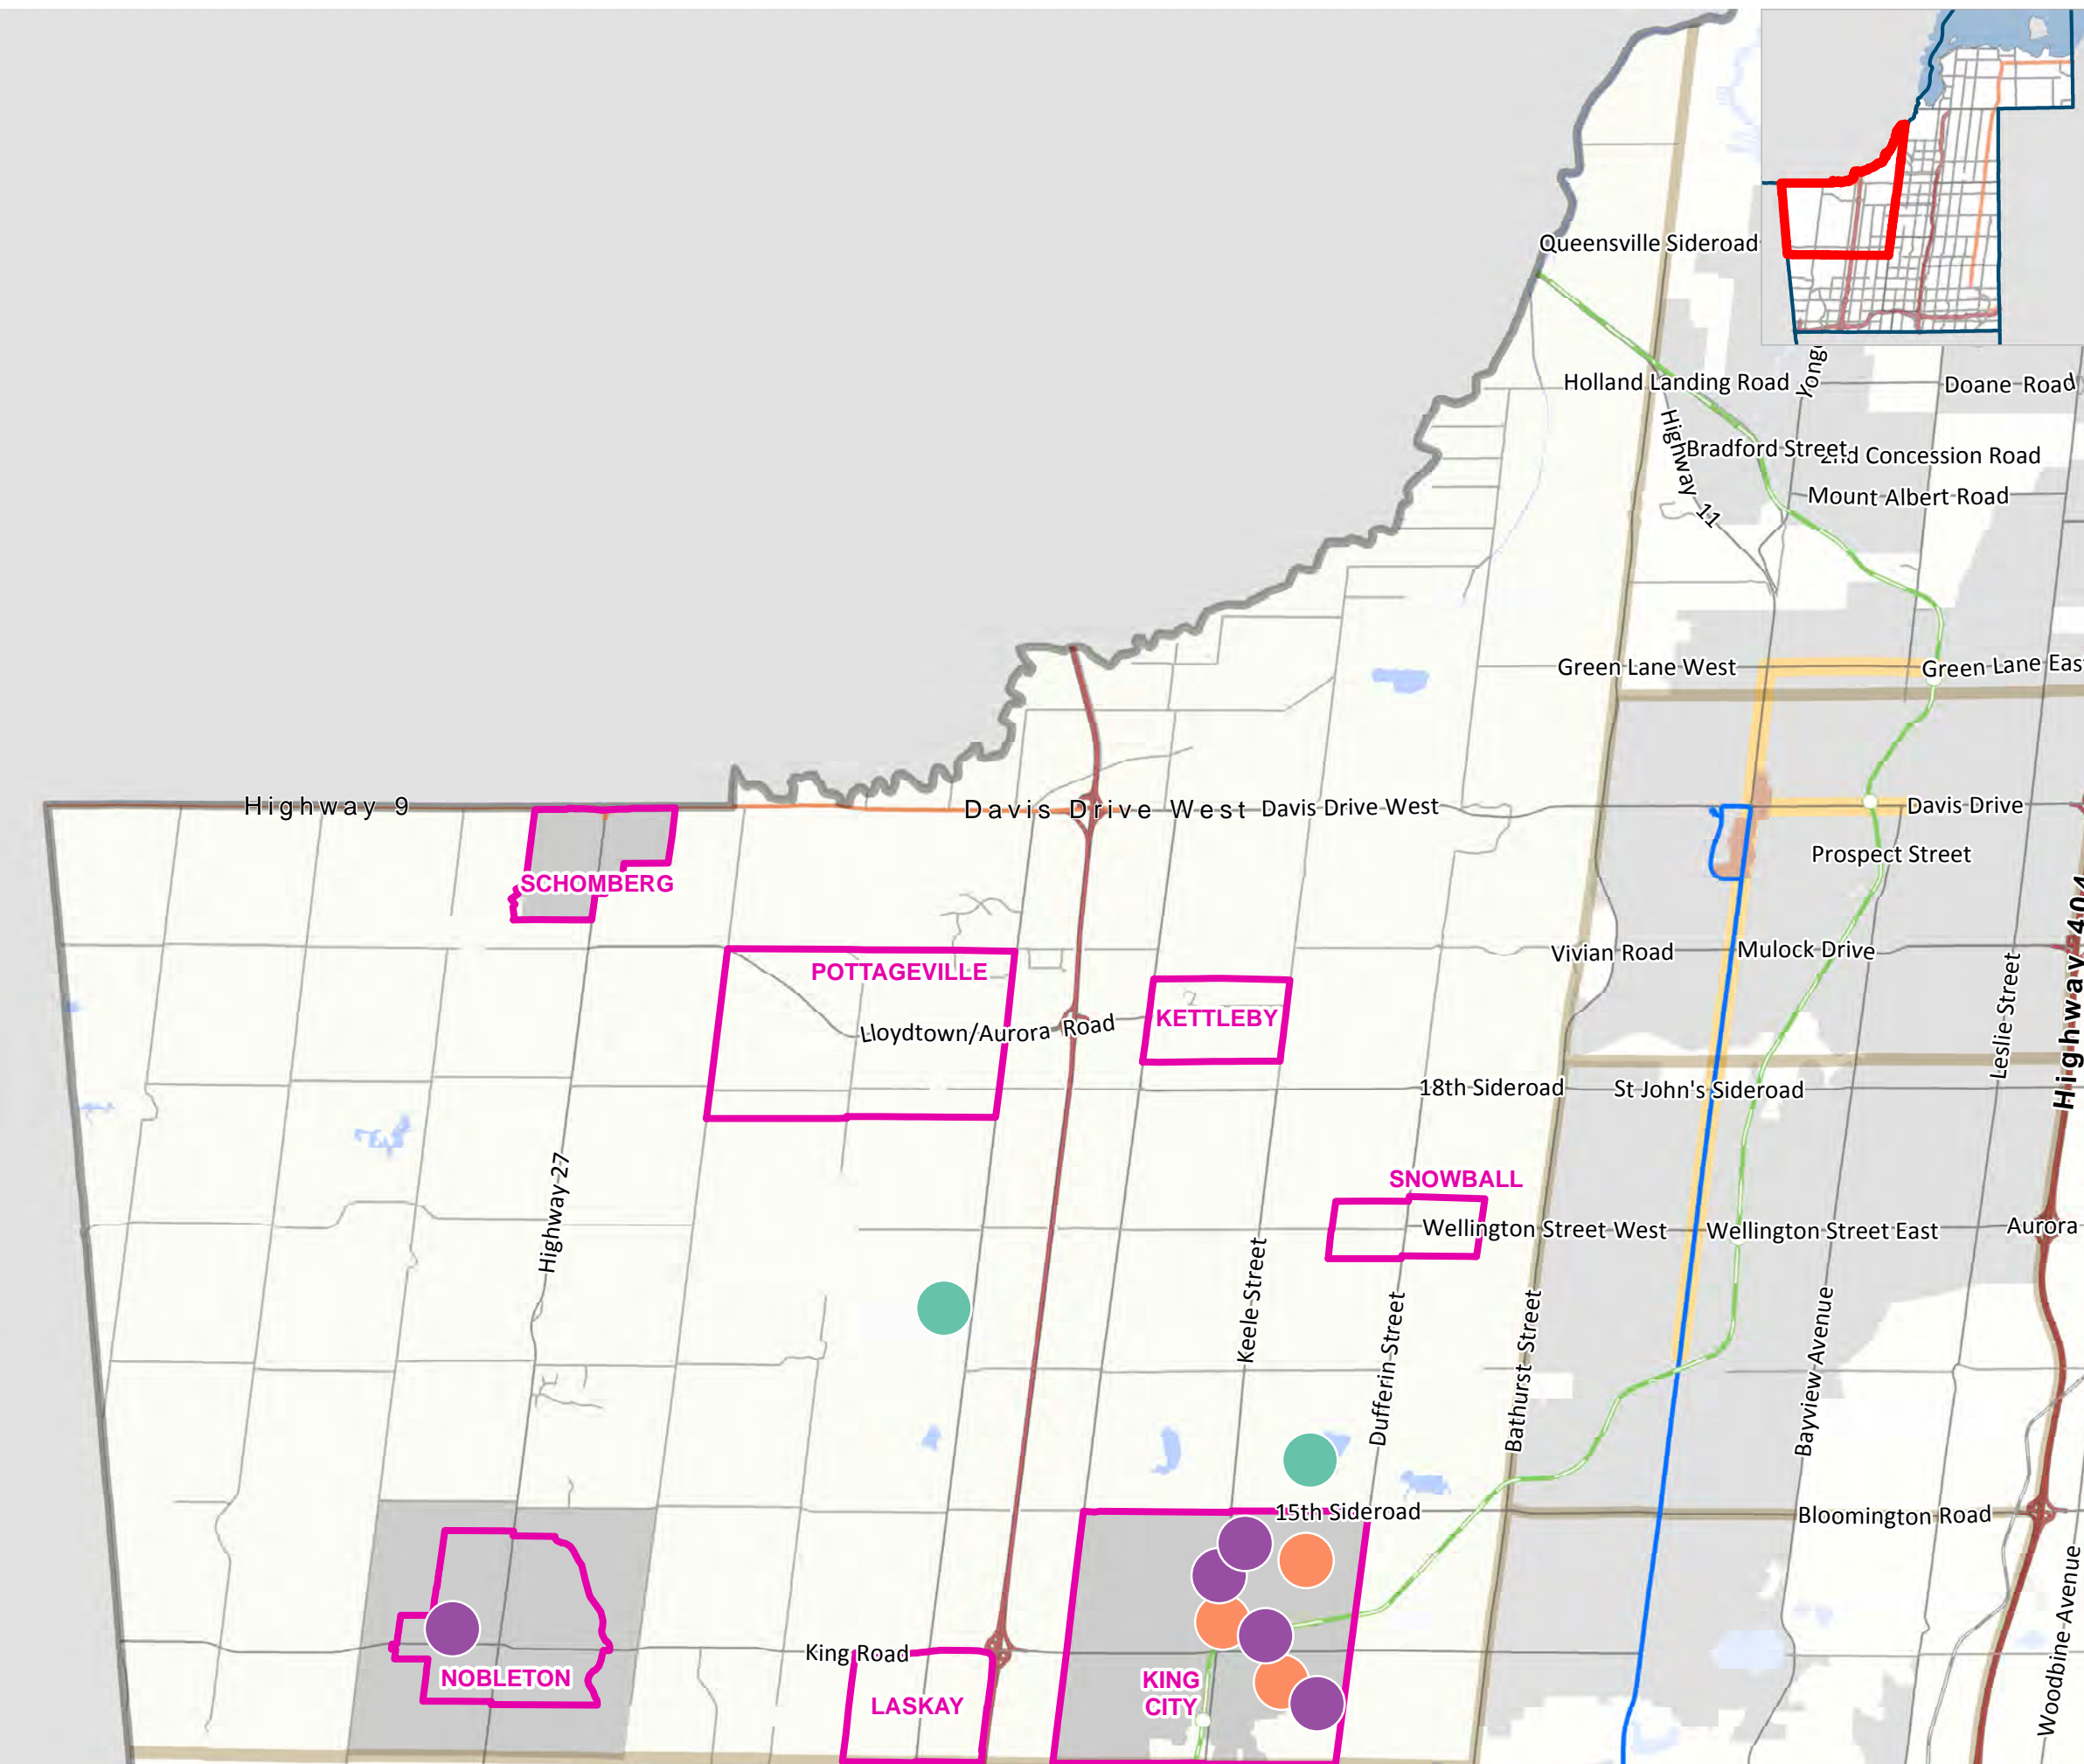 Queensville Sideroad
Yong
Holland Landing Road
Doane Road
Highway 11
Bradford Street
2nd Concession Road
Mount Albert Road
Green Lane West
Green Lane Eas
Highway 9
Davis Drive West
Davis Drive West
Davis Drive
Prospect Street
SCHOMBERG
Highway 404
POTTAGEVILLE
Vivian Road
Mulock Drive
Leslie Street
KETTLEBY
Lloydtown/Aurora Road
18th Sideroad
St John's Sideroad
Highway 27
SNOWBALL
Wellington Street West
Wellington Street East
Aurora
Keele Street
Dufferin Street
Bathurst Street
Bayview Avenue
15th Sideroad
Bloomington Road
Woodbine Avenue
King Road
NOBLETON
LASKAY
KING
CITY